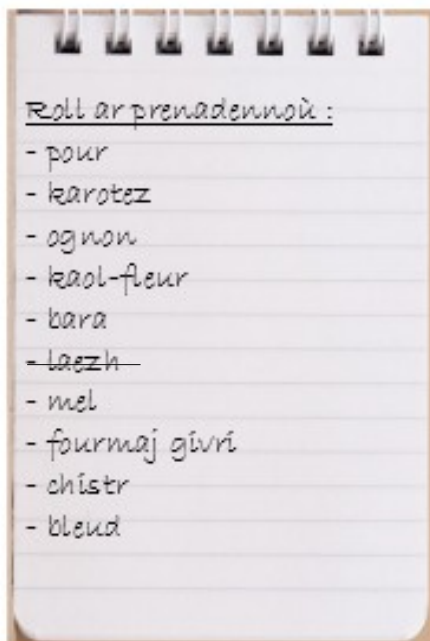 Roll ar prenadennoù :
- pour
- karotez
- ognon
- kaol-fleur
- bara
- laezh
- mel
- fourmaj givri
- chistr
- bleud